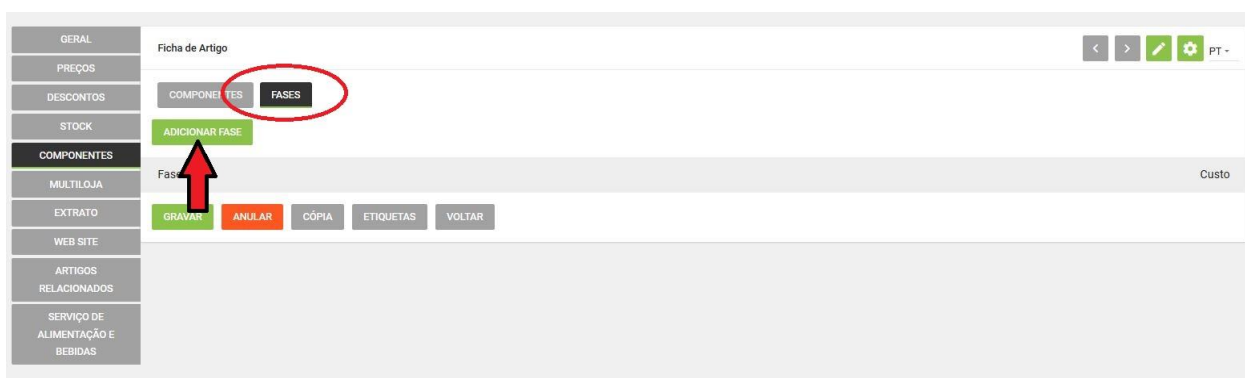 GERAL
PREÇOS
DESCONTOS
STOCK
COMPONENTES
MULTILOJA
EXTRATO
WEB SITE
ARTIGOS
RELACIONADOS
SERVIÇO DE
ALIMENTAÇÃO E
BEBIDAS
Ficha de Artigo
PT
COMPONENTES FASES
ADICIONAR FASE
Fase Custo
GRAVAR ANULAR CÓPIA ETIQUETAS VOLTAR